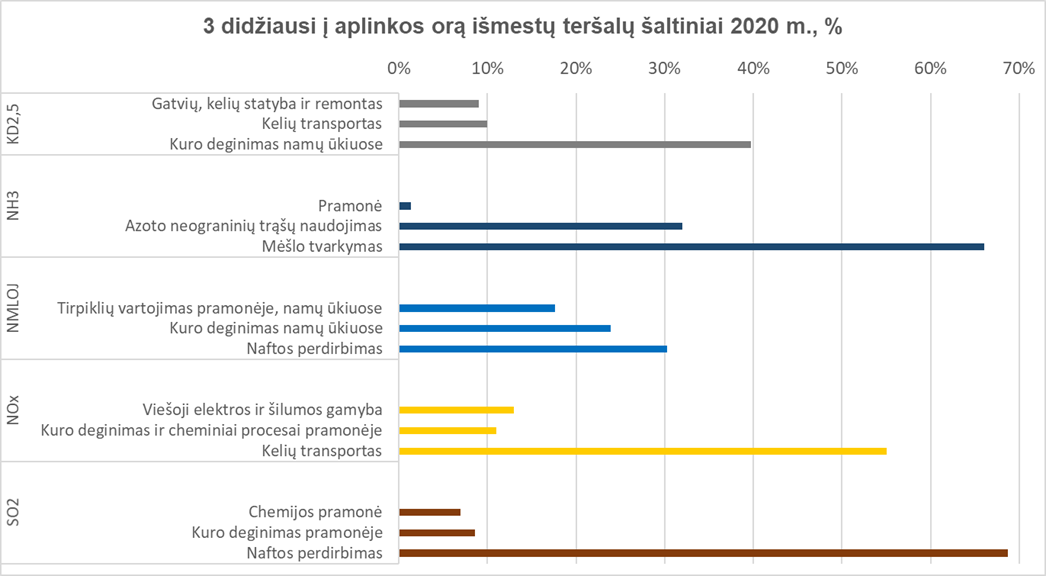 3 didžiausi į aplinkos orą išmestų teršalų šaltiniai 2020 m., %
0% 10% 20% 30% 40% 50% 60% 70%
KD2,5
Gatvių, kelių statyba ir remontas
Kelių transportas
Kuro deginimas namų ūkiuose
NH3
Pramonė
Azoto neograninių trąšų naudojimas
Mėšlo tvarkymas
NMLOJ
Tirpiklių vartojimas pramonėje, namų ūkiuose
Kuro deginimas namų ūkiuose
Naftos perdirbimas
NOx
Viešoji elektros ir šilumos gamyba
Kuro deginimas ir cheminiai procesai pramonėje
Kelių transportas
SO2
Chemijos pramonė
Kuro deginimas pramonėje
Naftos perdirbimas